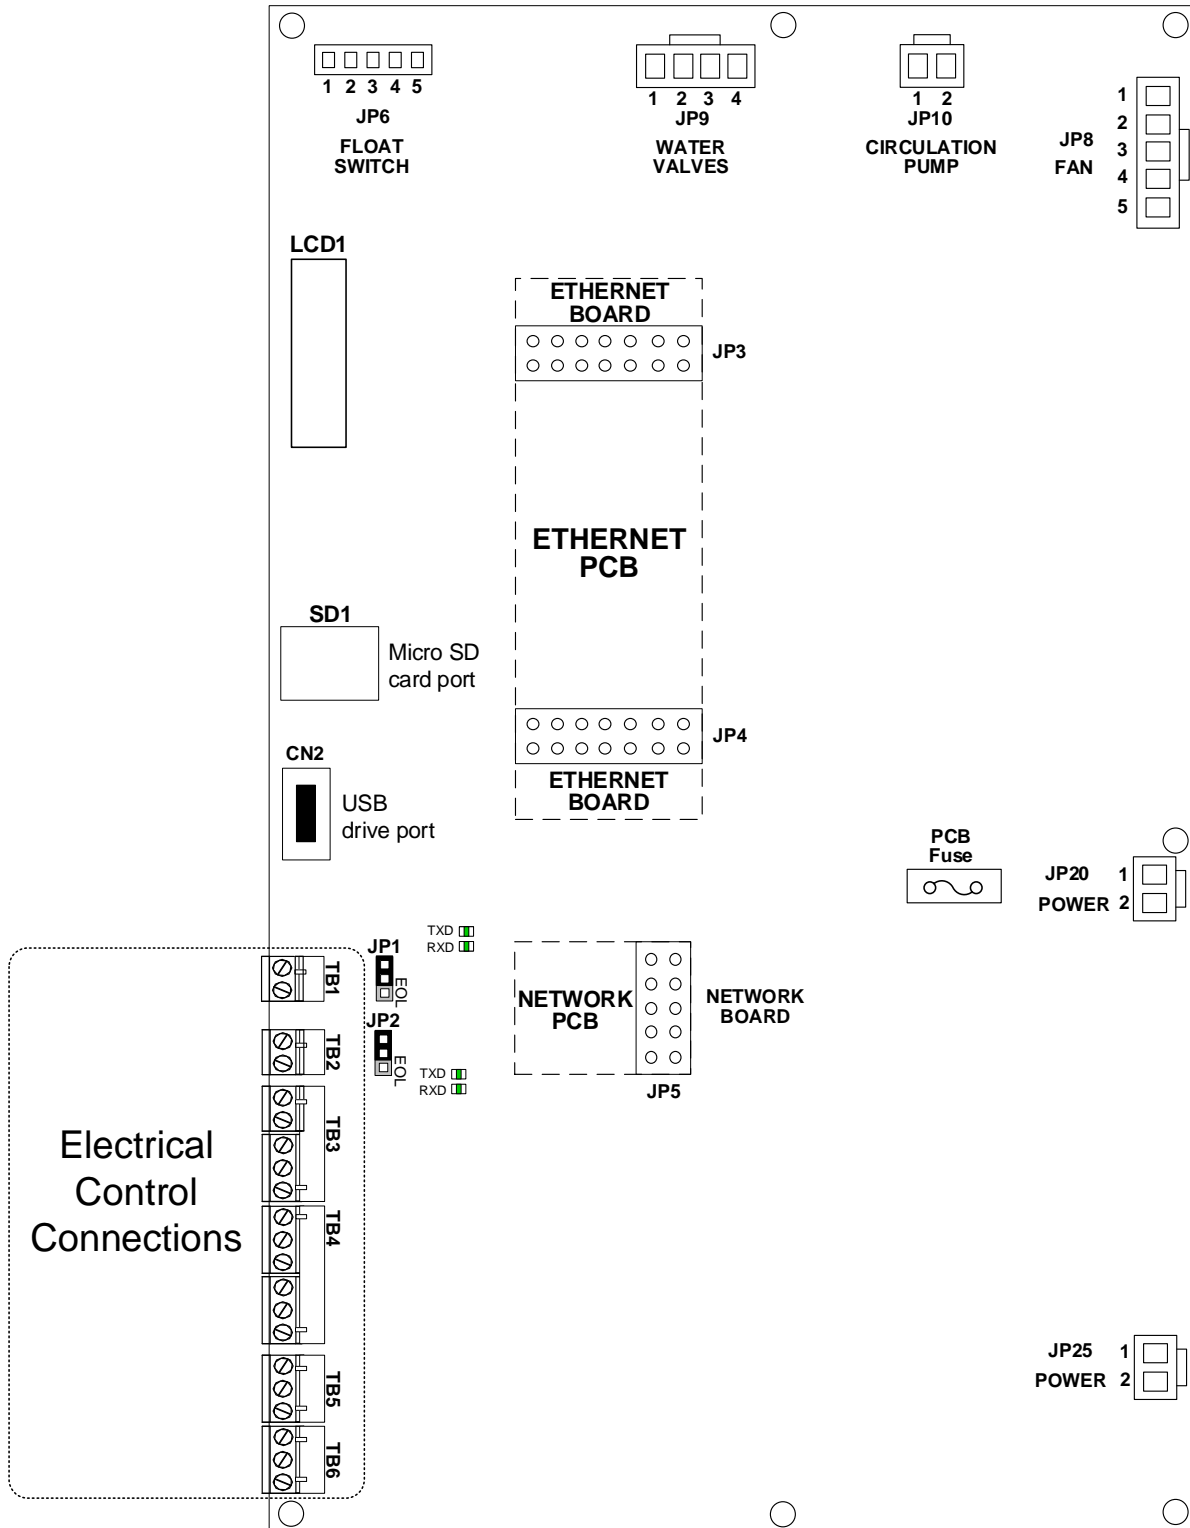 1 2 3 4 5
JP6
FLOAT
SWITCH
1 2 3 4
JP9
WATER
VALVES
1 2
JP10
CIRCULATION
PUMP
1
2
JP8
3
FAN
4
5
LCD1
ETHERNET
BOARD
JP3
ETHERNET
PCB
SD1
Micro SD
card port
JP4
ETHERNET
BOARD
CN2
USB
drive port
PCB
Fuse
JP20 1
POWER 2
TXD
RXD
TB1
JP1
EOL
NETWORK
PCB
NETWORK
BOARD
JP5
TB2
JP2
EOL
TXD
RXD
TB3
Electrical
Control
Connections
TB4
TB5
TB6
JP25 1
POWER 2